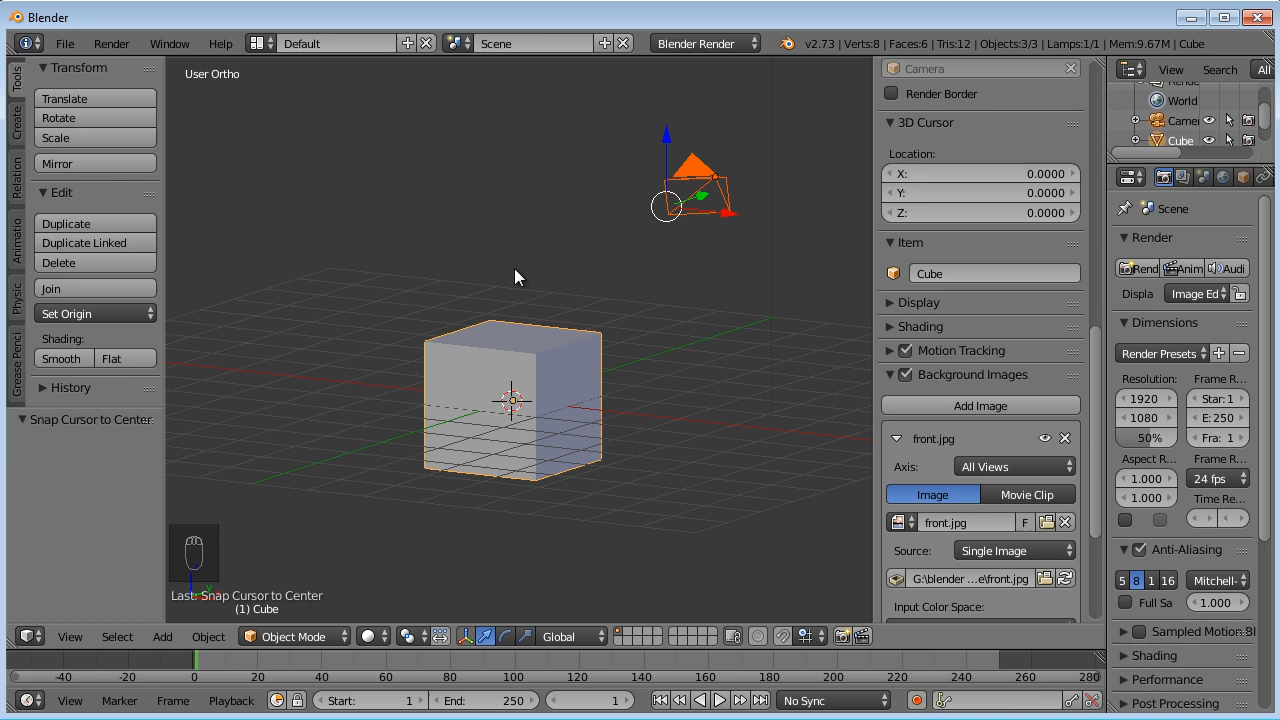 Blender
File Render Window Help Default Scene Blender Render v2.73 | Verts:8 | Faces:6 | Tris:12 | Objects:3/3 | Lamps:1/1 | Mem:9.67M | Cube
Tools
Create
Relation
Animatio
Physic
Grease Penci
Transform
Translate
Rotate
Scale
Mirror
Edit
Duplicate
Duplicate Linked
Delete
Join
Set Origin
Shading:
Smooth Flat
History
Snap Cursor to Center
User Ortho
Last: Snap Cursor to Center
(1) Cube
Camera
Render Border
3D Cursor
Location:
X: 0.0000
Y: 0.0000
Z: 0.0000
Item
Cube
Display
Shading
Motion Tracking
Background Images
Add Image
front.jpg
Axis: All Views
Image Movie Clip
front.jpg F
Source: Single Image
G:\blender ...e\front.jpg
Input Color Space:
View Search All
World
Camer
Cube
Scene
Render
Rend Anim Audi
Displa Image Ed
Dimensions
Render Presets
Resolution: Frame R...
1920 Star: 1
1080 E: 250
50% Fra: 1
Aspect R... Frame R...
1.000 24 fps
1.000 Time Re...
Anti-Aliasing
5 8 1 16 Mitchell-
Full Sa 1.000
Sampled Motion Bl
Shading
Performance
Post Processing
View Select Add Object Object Mode Global
-40 -20 0 20 40 60 80 100 120 140 160 180 200 220 240 260 280
View Marker Frame Playback Start: 1 End: 250 1 No Sync